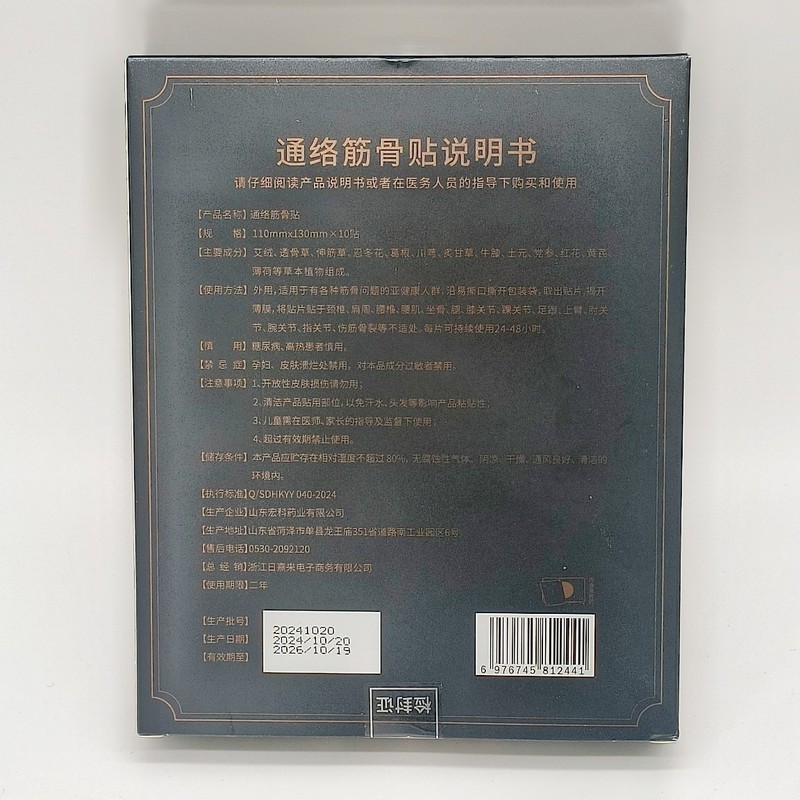 通络筋骨贴说明书
请仔细阅读产品说明书或者在医务人员的指导下购买和使用
【产品名称】通络筋骨贴
【规　　格】110mmx130mm×10贴
【主要成分】艾绒、透骨草、伸筋草、忍冬花、葛根、川芎、炙甘草、牛膝、土元、党参、红花、黄芪、
薄荷等草本植物组成。
【使用方法】外用，适用于有各种筋骨问题的亚健康人群，沿易撕口撕开包装袋，取出贴片，揭开
薄膜，将贴片贴于颈椎、肩周、腰椎、腰肌、坐骨、腿、膝关节、踝关节、足跟、上臂、肘关
节、腕关节、指关节、伤筋骨裂等不适处。每片可持续使用24-48小时。
【慎　　用】糖尿病、高热患者慎用。
【禁 忌 症】孕妇、皮肤溃烂处禁用，对本品成分过敏者禁用。
【注意事项】1、开放性皮肤损伤请勿用；
2、清洁产品贴用部位，以免汗水、头发等影响产品粘贴性；
3、儿童需在医师、家长的指导及监督下使用；
4、超过有效期禁止使用。
【储存条件】本产品应贮存在相对湿度不超过80%，无腐蚀性气体、阴凉、干燥、通风良好、清洁的
环境内。
【执行标准】Q/SDHKYY 040-2024
【生产企业】山东宏科药业有限公司
【生产地址】山东省菏泽市单县龙王庙351省道路南工业园区6号
【售后电话】0530-2092120
【总 经 销】浙江日嘉来电子商务有限公司
【使用期限】二年
【生产批号】
20241020
【生产日期】
2024/10/20
【有效期至】
2026/10/19
6 976745 812441
检封证